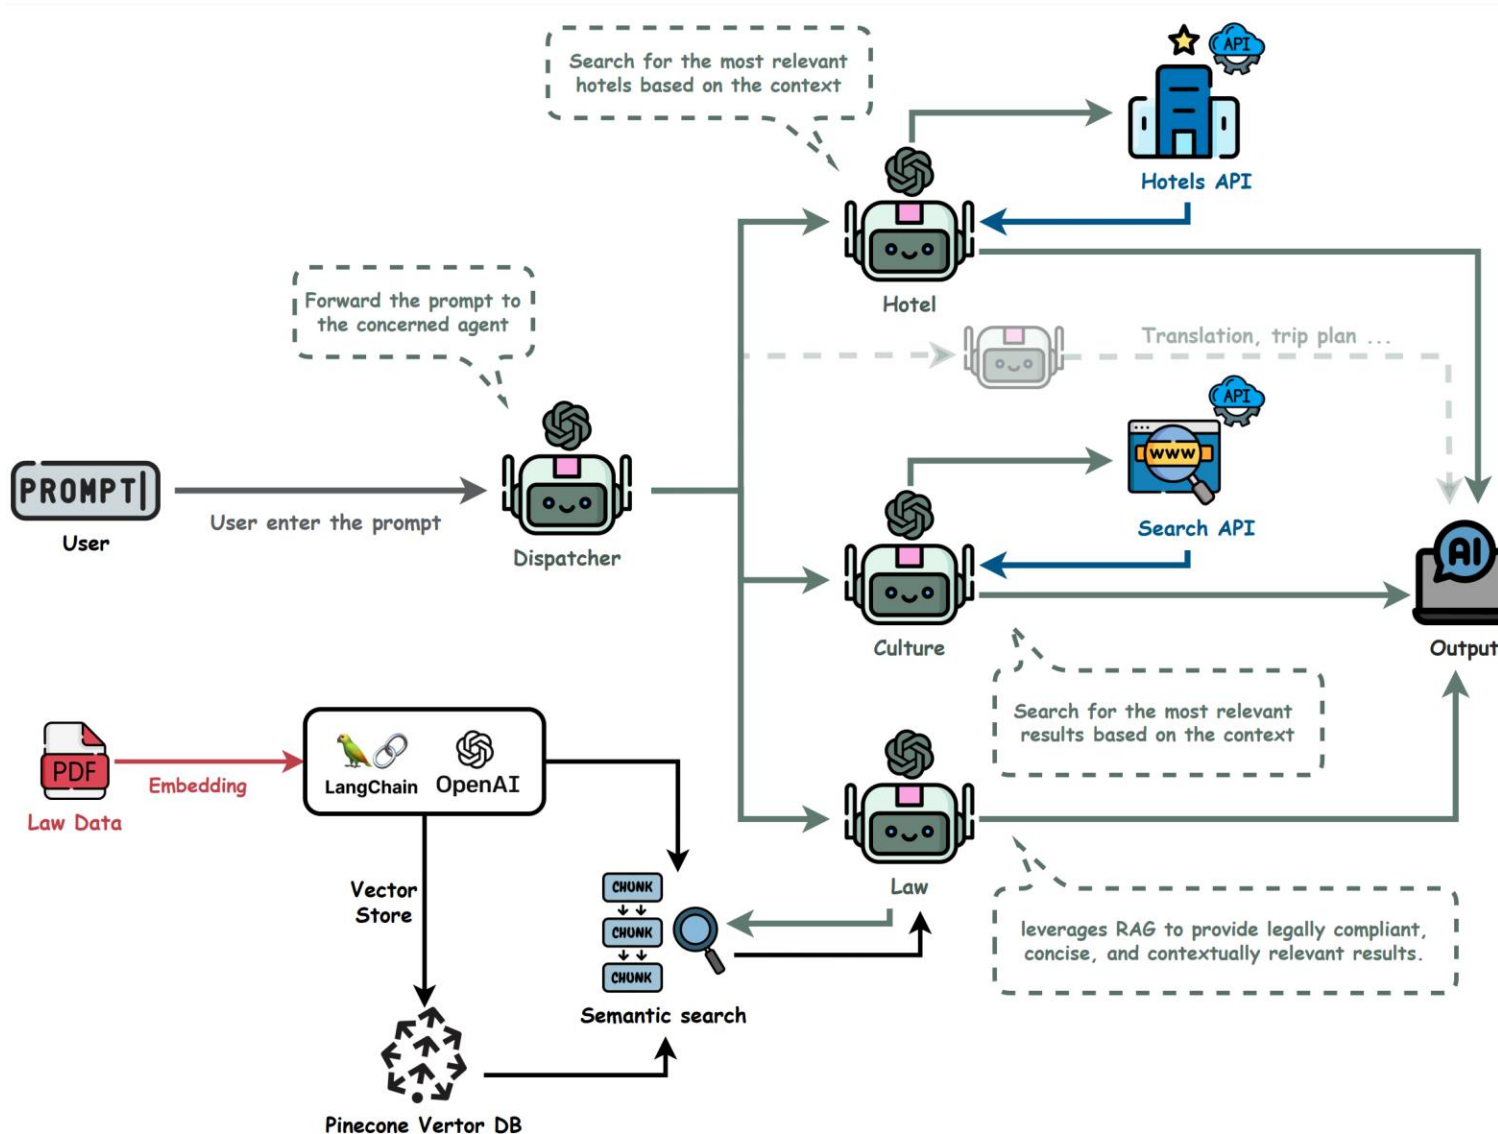 Search for the most relevant
hotels based on the context
API
Hotels API
Hotel
Forward the prompt to
the concerned agent
Translation, trip plan ...
API
www
Search API
PROMPT
User enter the prompt
User
Dispatcher
Culture
AI
Output
Search for the most relevant
results based on the context
PDF
Embedding
Law Data
LangChain
OpenAI
Law
Vector
Store
CHUNK
CHUNK
CHUNK
Semantic search
leverages RAG to provide legally compliant,
concise, and contextually relevant results.
Pinecone Vertor DB